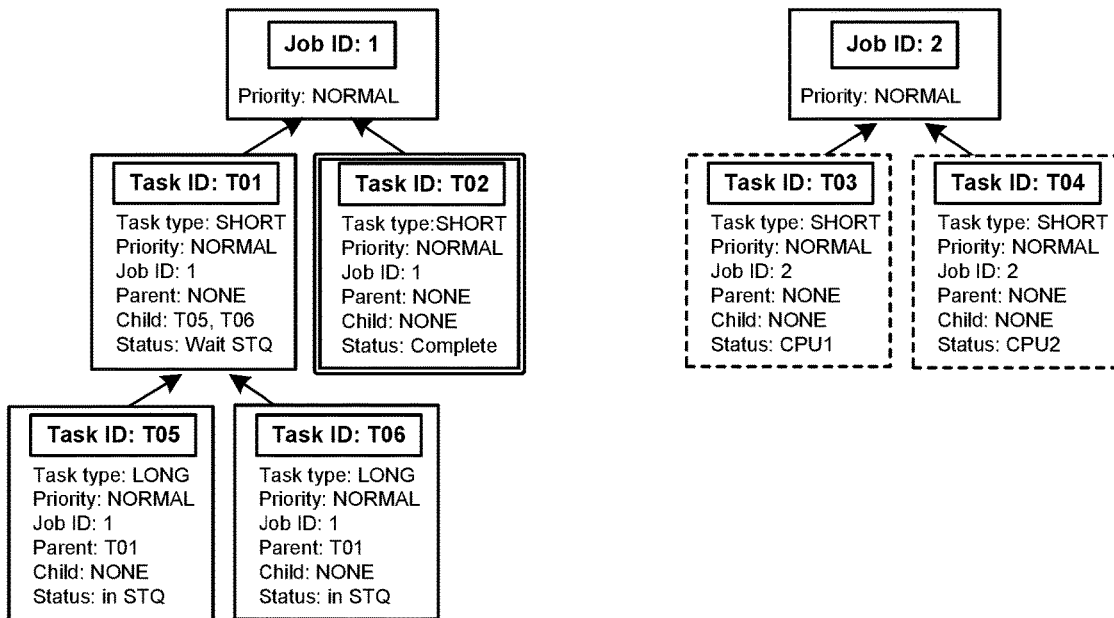 Job ID: 1
Priority: NORMAL
Job ID: 2
Priority: NORMAL
Task ID: T01
Task type: SHORT
Priority: NORMAL
Job ID: 1
Parent: NONE
Child: T05, T06
Status: Wait STQ
Task ID: T02
Task type:SHORT
Priority: NORMAL
Job ID: 1
Parent: NONE
Child: NONE
Status: Complete
Task ID: T03
Task type: SHORT
Priority: NORMAL
Job ID: 2
Parent: NONE
Child: NONE
Status: CPU1
Task ID: T04
Task type: SHORT
Priority: NORMAL
Job ID: 2
Parent: NONE
Child: NONE
Status: CPU2
Task ID: T05
Task type: LONG
Priority: NORMAL
Job ID: 1
Parent: T01
Child: NONE
Status: in STQ
Task ID: T06
Task type: LONG
Priority: NORMAL
Job ID: 1
Parent: T01
Child: NONE
Status: in STQ